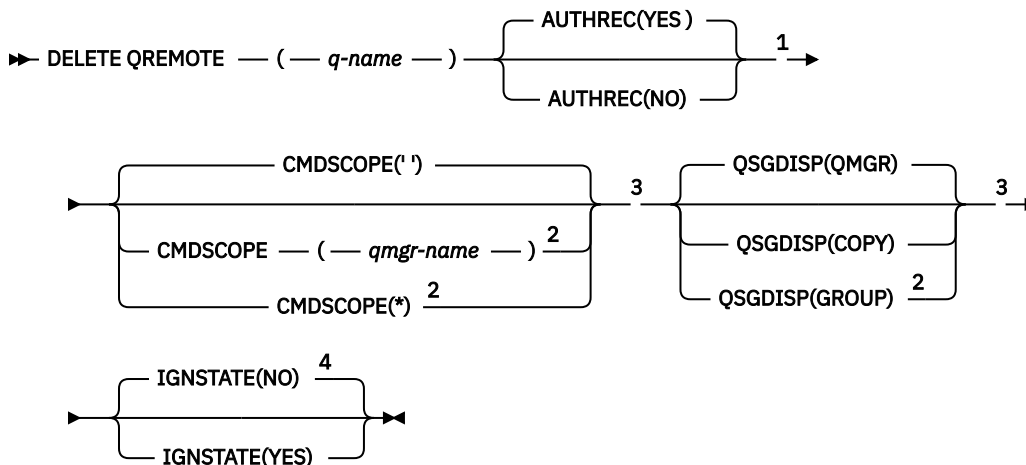 AUTHREC(YES )
DELETE QREMOTE ( q-name ) 1
AUTHREC(NO)
CMDSCOPE(' ') QSGDISP(QMGR)
3 3
CMDSCOPE ( qmgr-name ) 2 QSGDISP(COPY)
CMDSCOPE(*) 2 QSGDISP(GROUP) 2
IGNSTATE(NO) 4
IGNSTATE(YES)